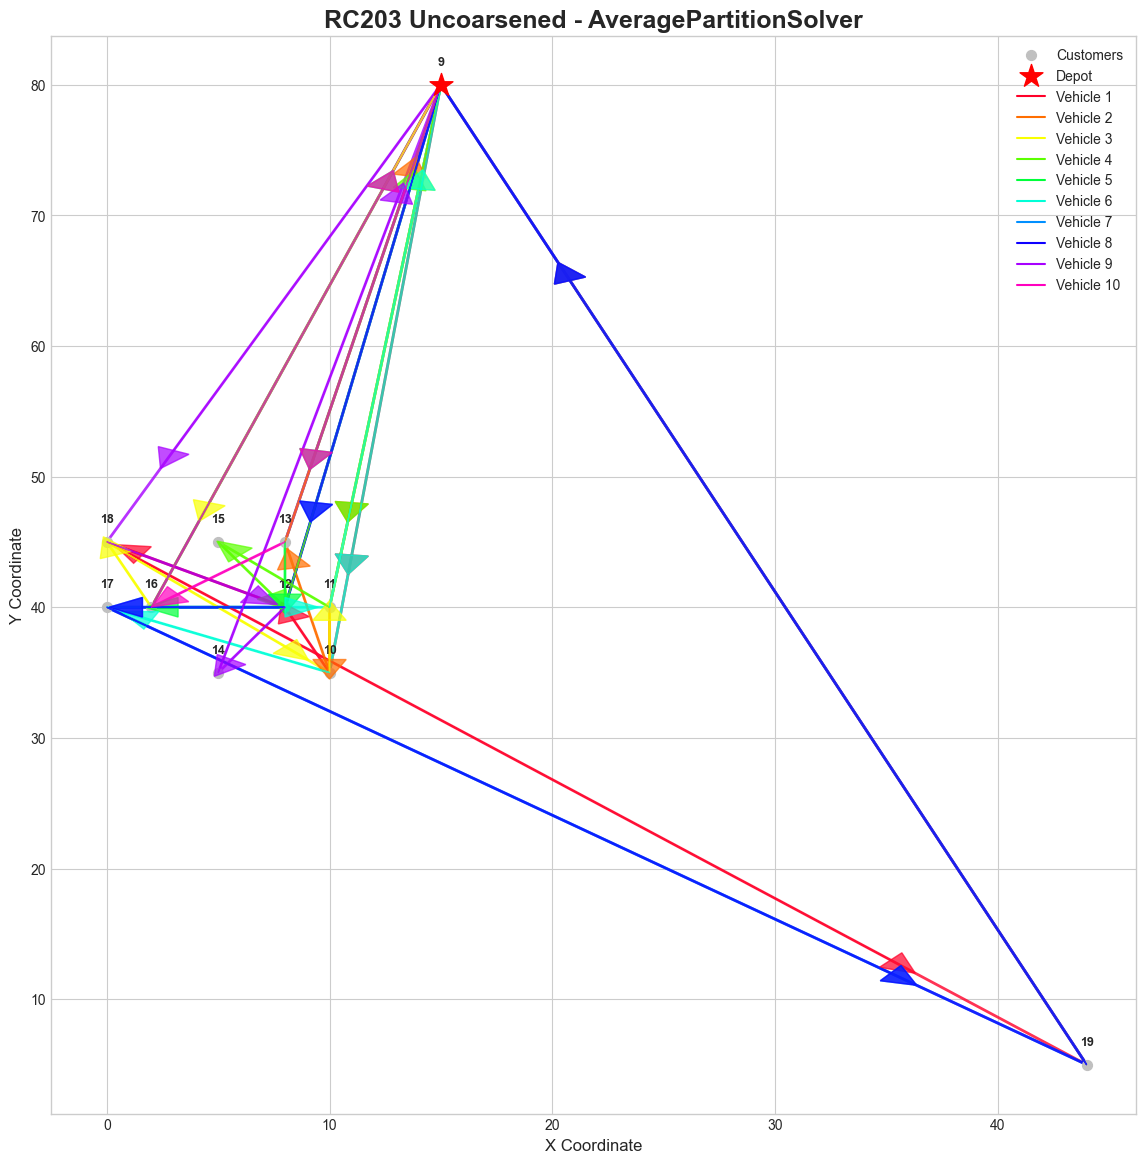 RC203 Uncoarsened - AveragePartitionSolver
9
Customers
Depot
Vehicle 1
Vehicle 2
Vehicle 3
Vehicle 4
Vehicle 5
Vehicle 6
Vehicle 7
Vehicle 8
Vehicle 9
Vehicle 10
80
70
60
50
18 15 13
17 16 12 11
40
14 10
30
20
19
10
0 10 20 30 40
Y Coordinate
X Coordinate